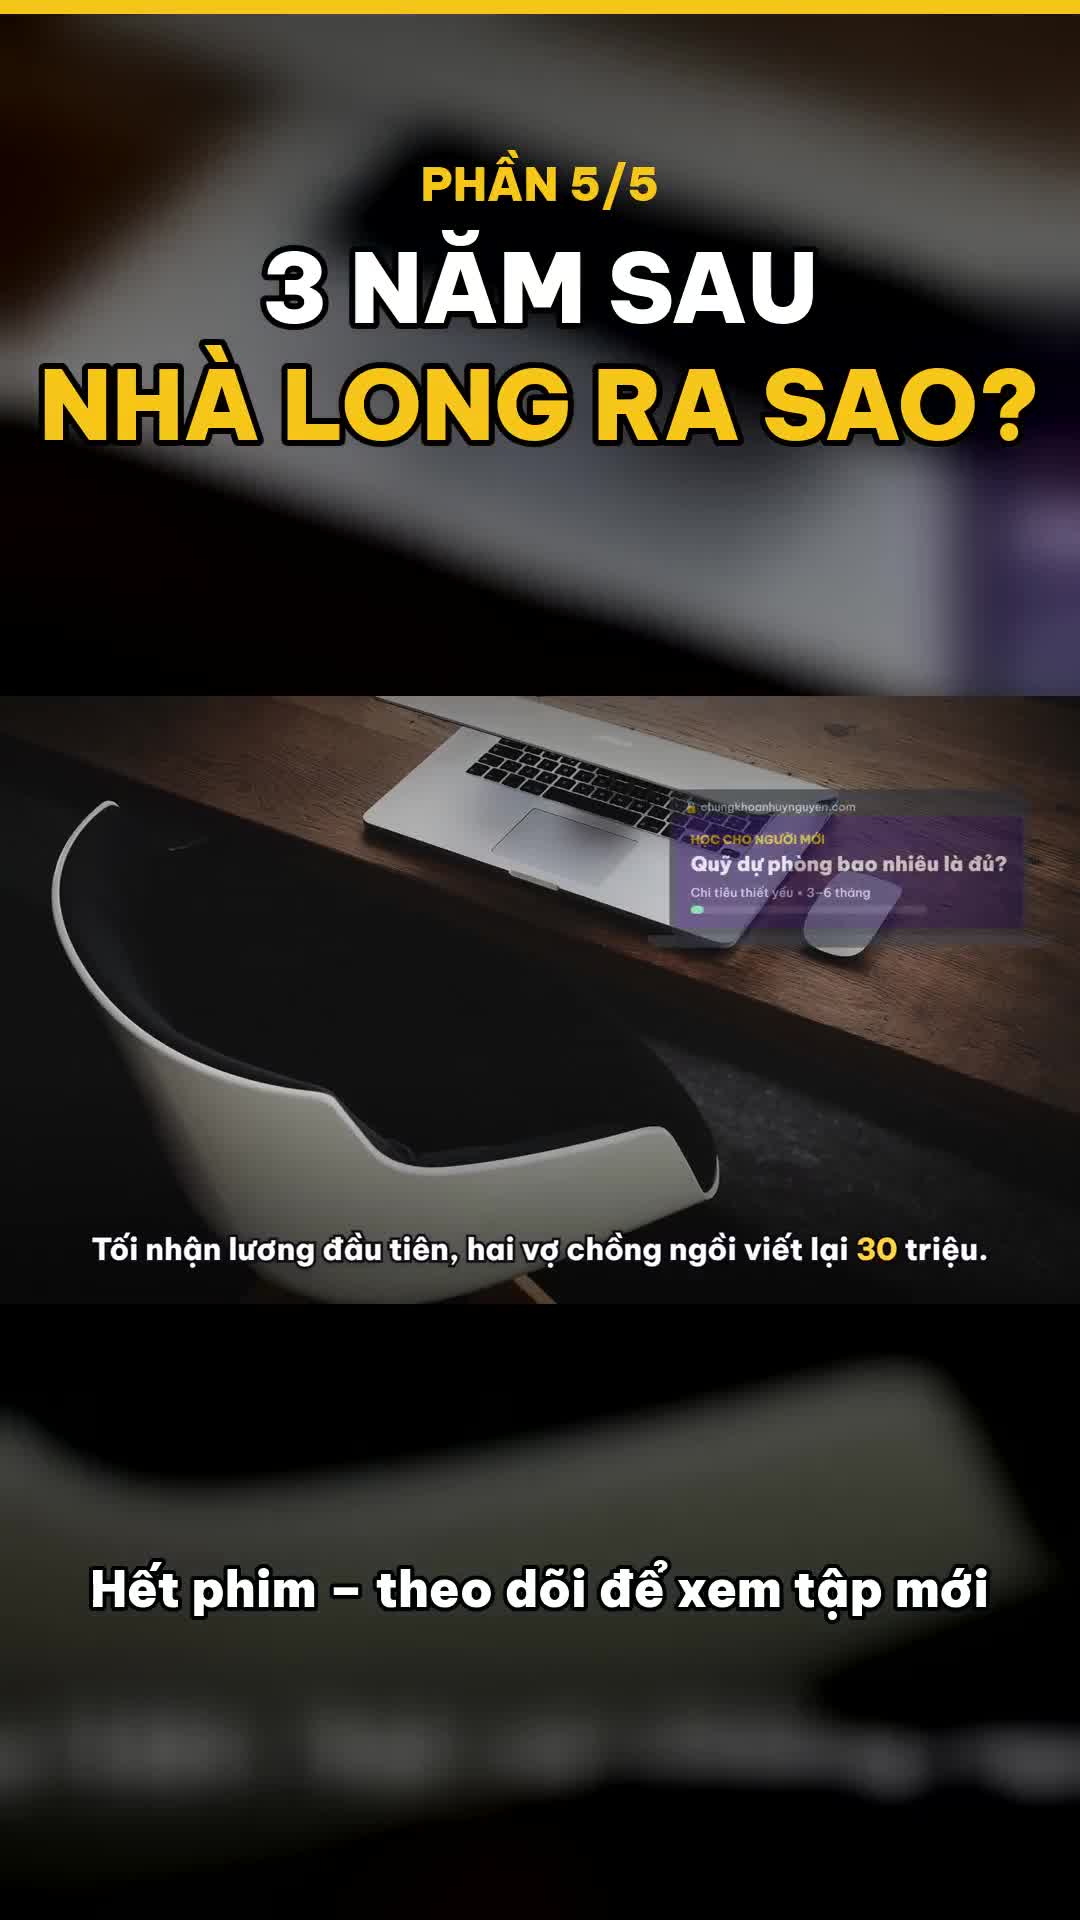 PHẦN 5/5
3 NĂM SAU
NHÀ LONG RA SAO?
chungkhoanhuynguyen.com
HỌC CHO NGƯỜI MỚI
Quỹ dự phòng bao nhiêu là đủ?
Chi tiêu thiết yếu • 3–6 tháng
Tối nhận lương đầu tiên, hai vợ chồng ngồi viết lại 30 triệu.
Hết phim – theo dõi để xem tập mới